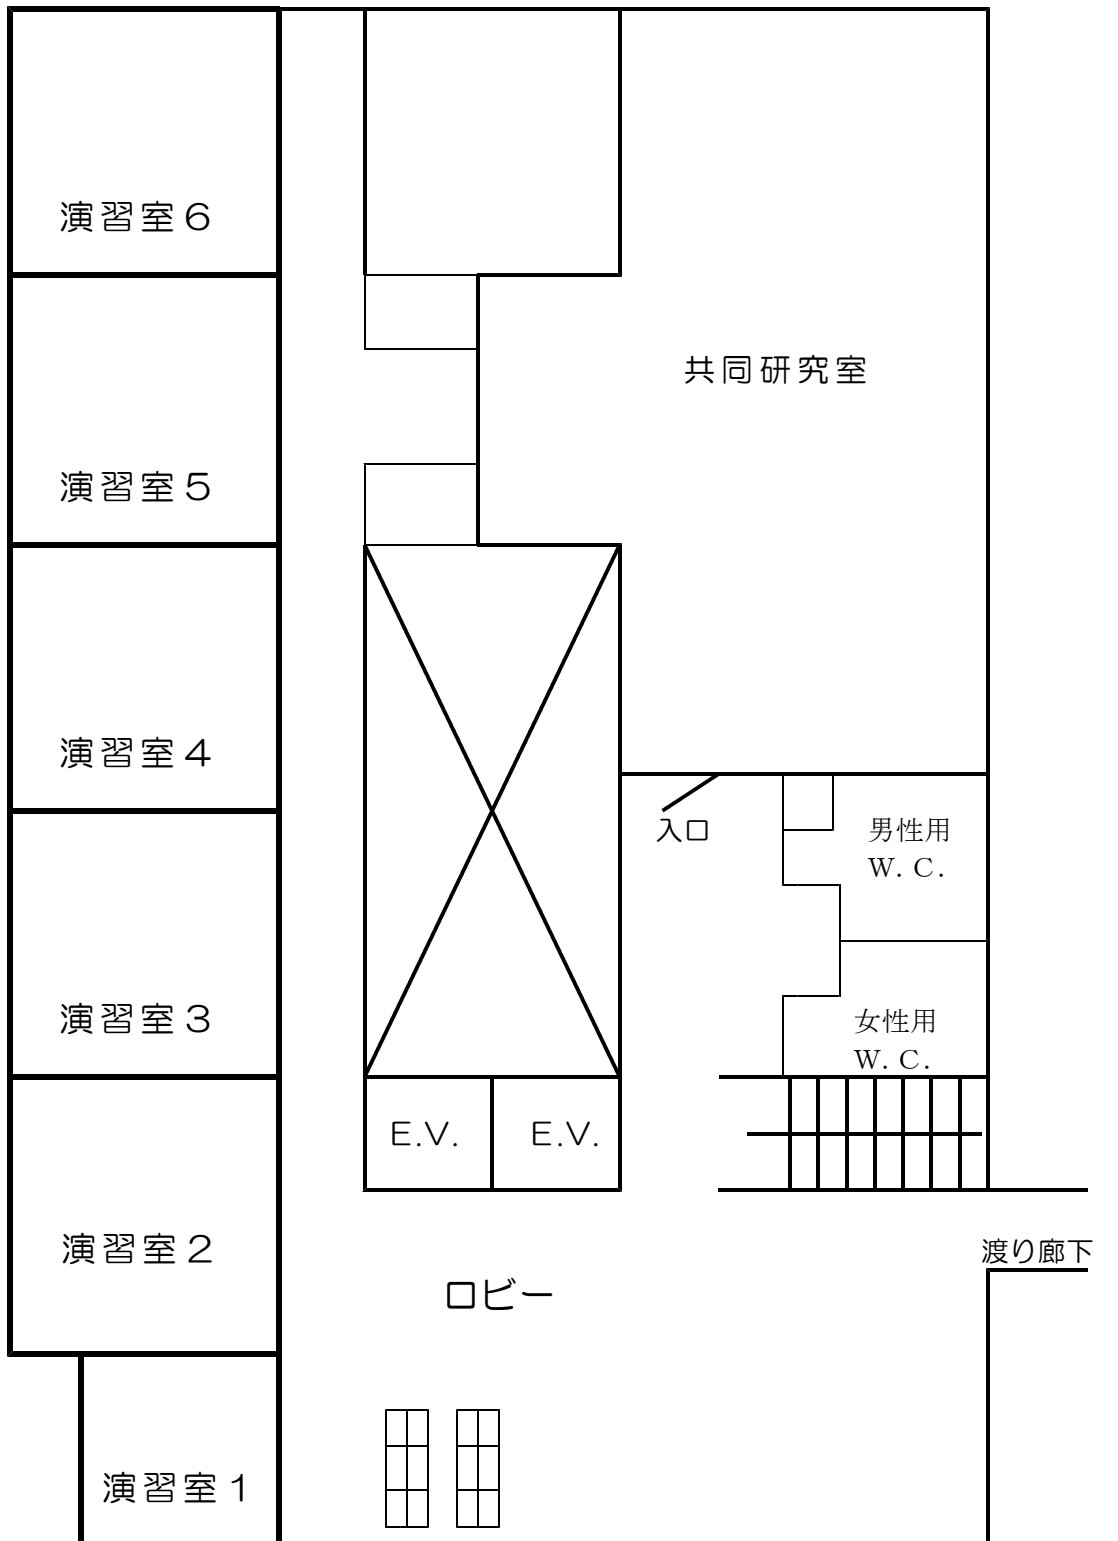 演習室６
共同研究室
演習室５
演習室４
入口
男性用
Ｗ．Ｃ．
演習室３
女性用
Ｗ．Ｃ．
E.V.
E.V.
演習室２
渡り廊下
ロビー
演習室１